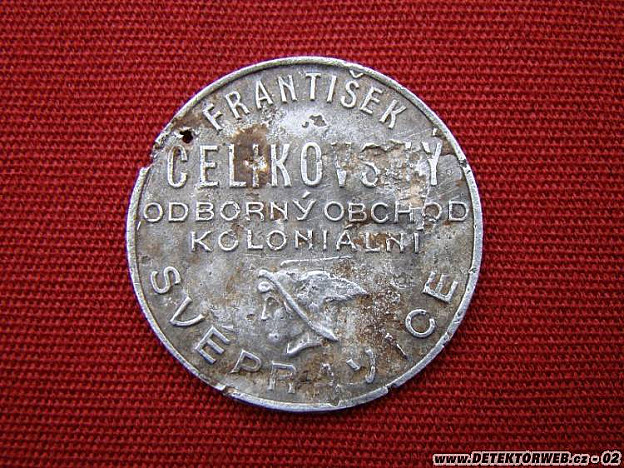 FRANTIŠEK
CELIKOVSKÝ
ODBORNÝ OBCHOD
KOLONIÁLNÍ
SVÉPRAVICE
www.DETEKTORWEB.cz - 02